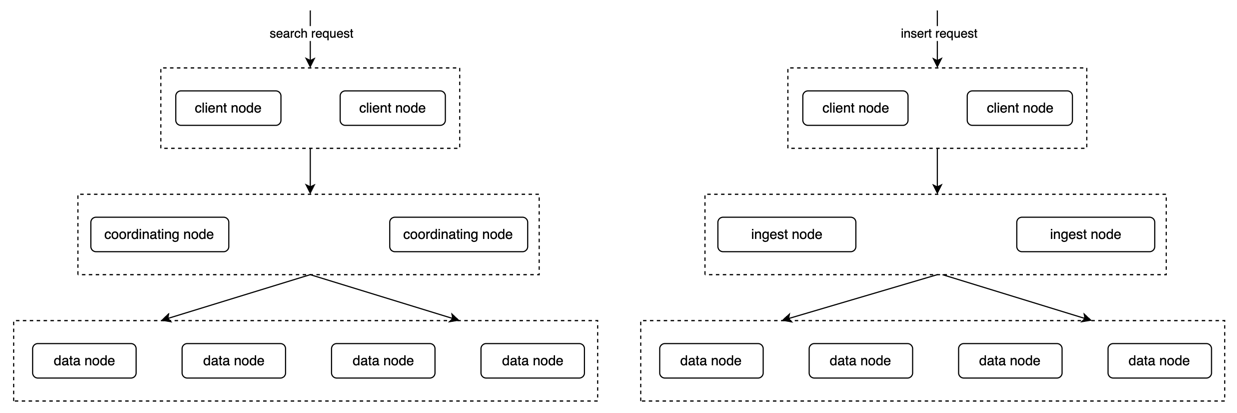 search request
client node
client node
coordinating node
coordinating node
data node
data node
data node
data node
insert request
client node
client node
ingest node
ingest node
data node
data node
data node
data node